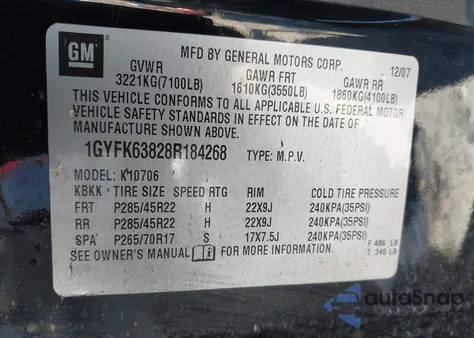 GM
MFD BY GENERAL MOTORS CORP.
12/07
GVWR GAWR FRT GAWR RR
3221KG(7100LB) 1610KG(3550LB) 1860KG(4100LB)
THIS VEHICLE CONFORMS TO ALL APPLICABLE U.S. FEDERAL MOTOR
VEHICLE SAFETY STANDARDS IN EFFECT ON THE DATE OF
MANUFACTURE SHOWN ABOVE.
1GYFK63828R184268 TYPE: M.P.V.
MODEL: K10706
KBKK TIRE SIZE SPEED RTG RIM COLD TIRE PRESSURE
FRT P285/45R22 H 22X9J 240KPA(35PSI)
RR P285/45R22 H 22X9J 240KPA(35PSI)
SPA P265/70R17 S 17X7.5J 240KPA(35PSI)
SEE OWNER'S MANUAL FOR MORE INFORMATION.
F 486 LB
T 240 LB
autoSnap